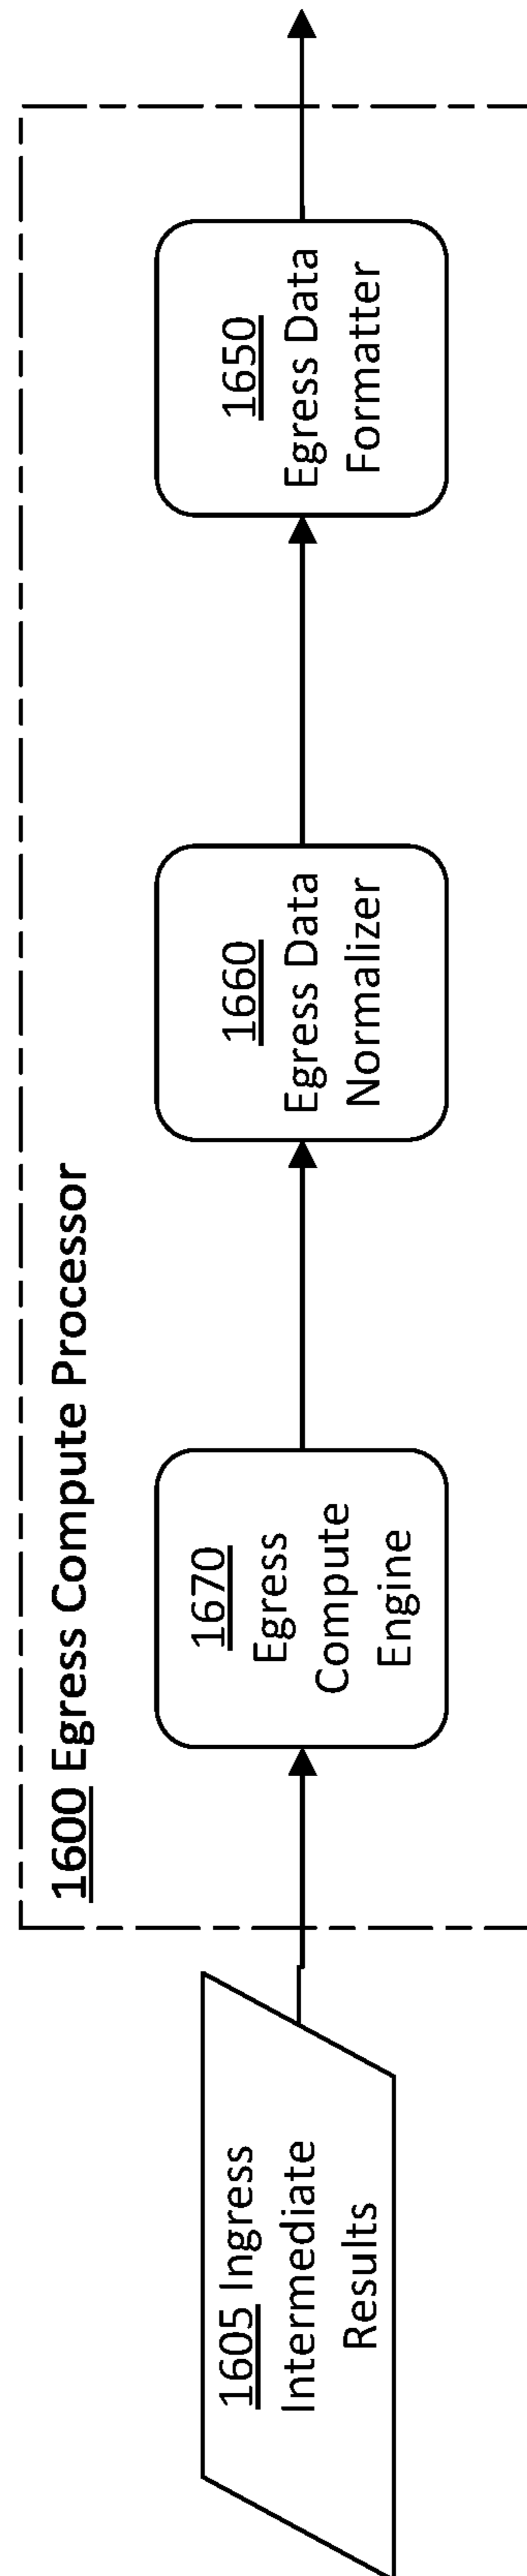 1600 Egress Compute Processor
1605 Ingress
Intermediate
Results
1670
Egress
Compute
Engine
1660
Egress Data
Normalizer
1650
Egress Data
Formatter